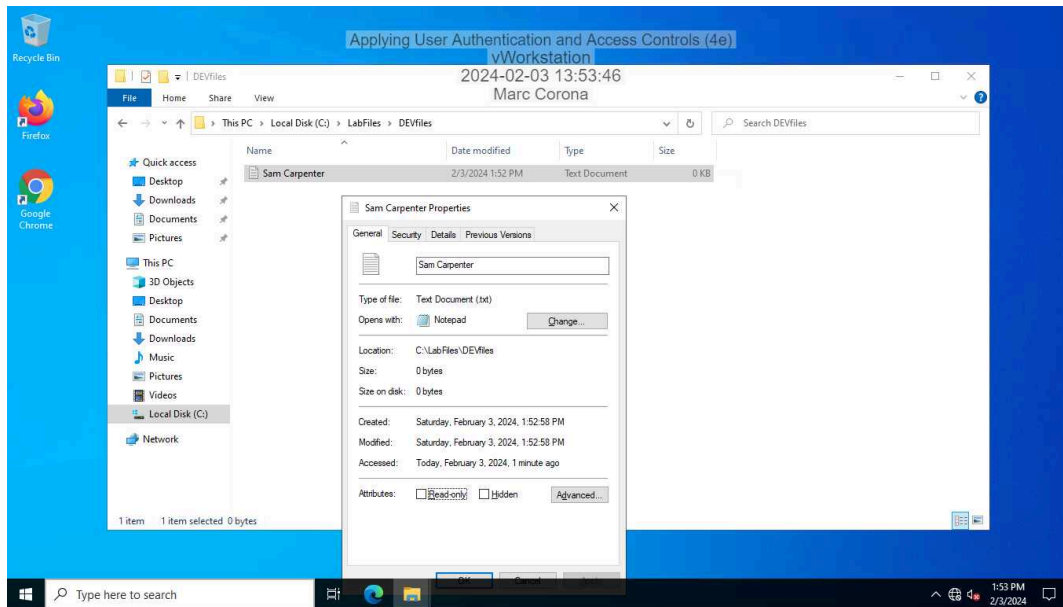 Recycle Bin
Firefox
Google
Chrome
Applying User Authentication and Access Controls (4e)
vWorkstation
2024-02-03 13:53:46
Marc Corona
DEVfiles
File Home Share View
This PC > Local Disk (C:) > LabFiles > DEVfiles
Search DEVfiles
Name Date modified Type Size
Sam Carpenter 2/3/2024 1:52 PM Text Document 0 KB
Quick access
Desktop
Downloads
Documents
Pictures
This PC
3D Objects
Desktop
Documents
Downloads
Music
Pictures
Videos
Local Disk (C:)
Network
1 item 1 item selected 0 bytes
Sam Carpenter Properties
General Security Details Previous Versions
Sam Carpenter
Type of file: Text Document (.txt)
Opens with: Notepad Change...
Location: C:\LabFiles\DEVfiles
Size: 0 bytes
Size on disk: 0 bytes
Created: Saturday, February 3, 2024, 1:52:58 PM
Modified: Saturday, February 3, 2024, 1:52:58 PM
Accessed: Today, February 3, 2024, 1 minute ago
Attributes: Read-only Hidden Advanced...
OK Cancel
Type here to search
1:53 PM
2/3/2024